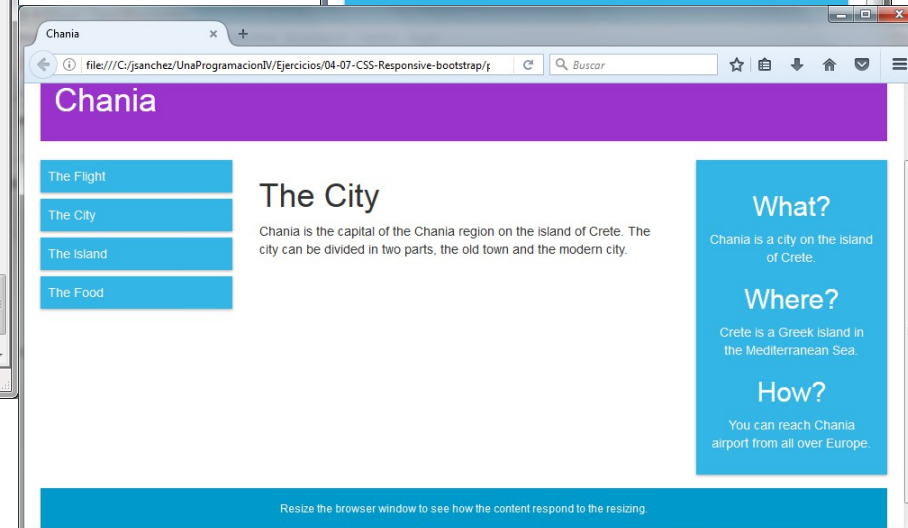 Chania
file:///C:/jsanchez/UnaProgramacionIV/Ejercicios/04-07-CSS-Responsive-bootstrap/
Buscar
Chania
The Flight
The City
The Island
The Food
The City
Chania is the capital of the Chania region on the island of Crete. The
city can be divided in two parts, the old town and the modern city.
What?
Chania is a city on the island
of Crete.
Where?
Crete is a Greek island in
the Mediterranean Sea.
How?
You can reach Chania
airport from all over Europe.
Resize the browser window to see how the content respond to the resizing.